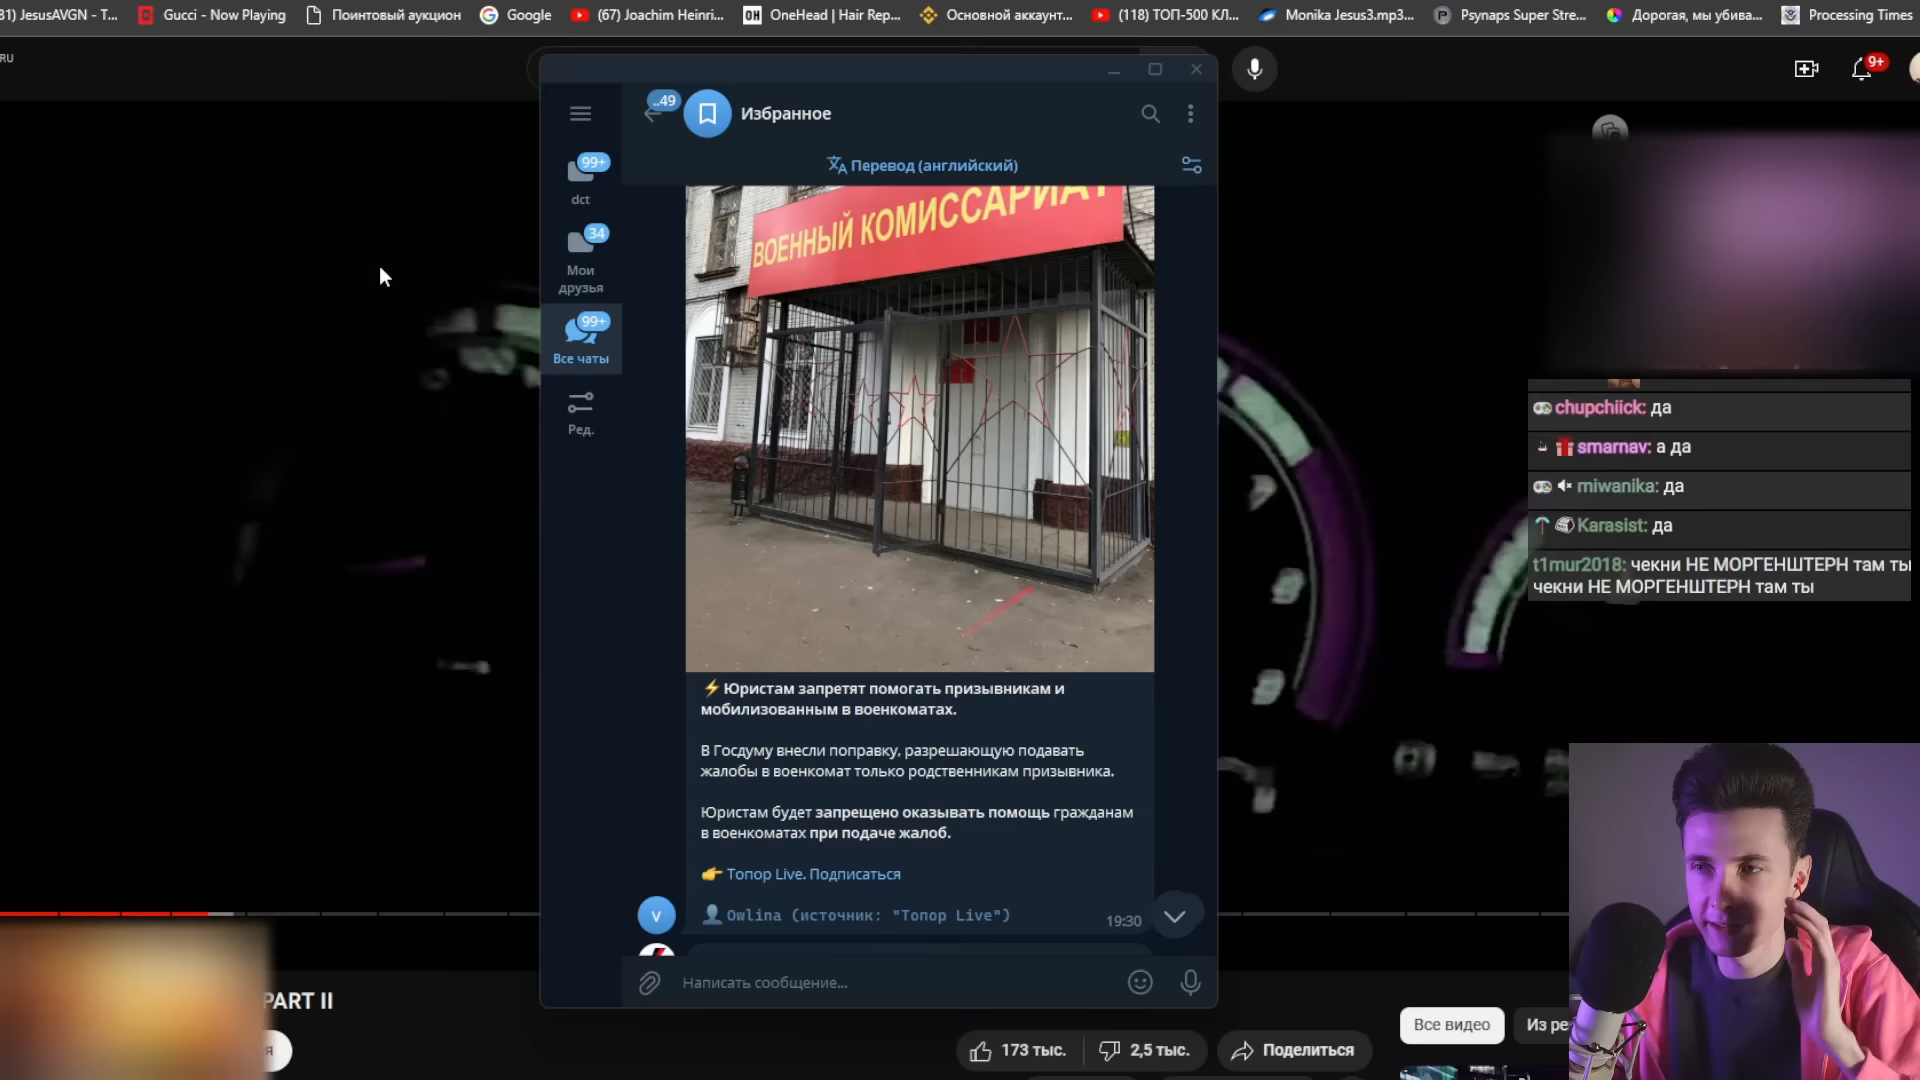 31) JesusAVGN - T...
Gucci - Now Playing
Поинтовый аукцион
Google
(67) Joachim Heinri...
OH
OneHead | Hair Rep...
Основной аккаунт...
(118) ТОП-500 КЛ...
Monika Jesus3.mp3...
Psynaps Super Stre...
Дорогая, мы убива...
Processing Times
RU
9+
..49
Избранное
Перевод (английский)
99+
dct
34
Мои
друзья
99+
Все чаты
Ред.
ВОЕННЫЙ КОМИССАРИАТ
⚡Юристам запретят помогать призывникам и
мобилизованным в военкоматах.
В Госдуму внесли поправку, разрешающую подавать
жалобы в военкомат только родственникам призывника.
Юристам будет запрещено оказывать помощь гражданам
в военкоматах при подаче жалоб.
👉 Топор Live. Подписаться
👤 Owlina (источник: "Топор Live")
19:30
V
Написать сообщение...
chupchiick: да
smarnav: а да
miwanika: да
Karasist: да
t1mur2018: чекни НЕ МОРГЕНШТЕРН там ты
чекни НЕ МОРГЕНШТЕРН там ты
PART II
я
173 тыс.
2,5 тыс.
Поделиться
Все видео
Из ре